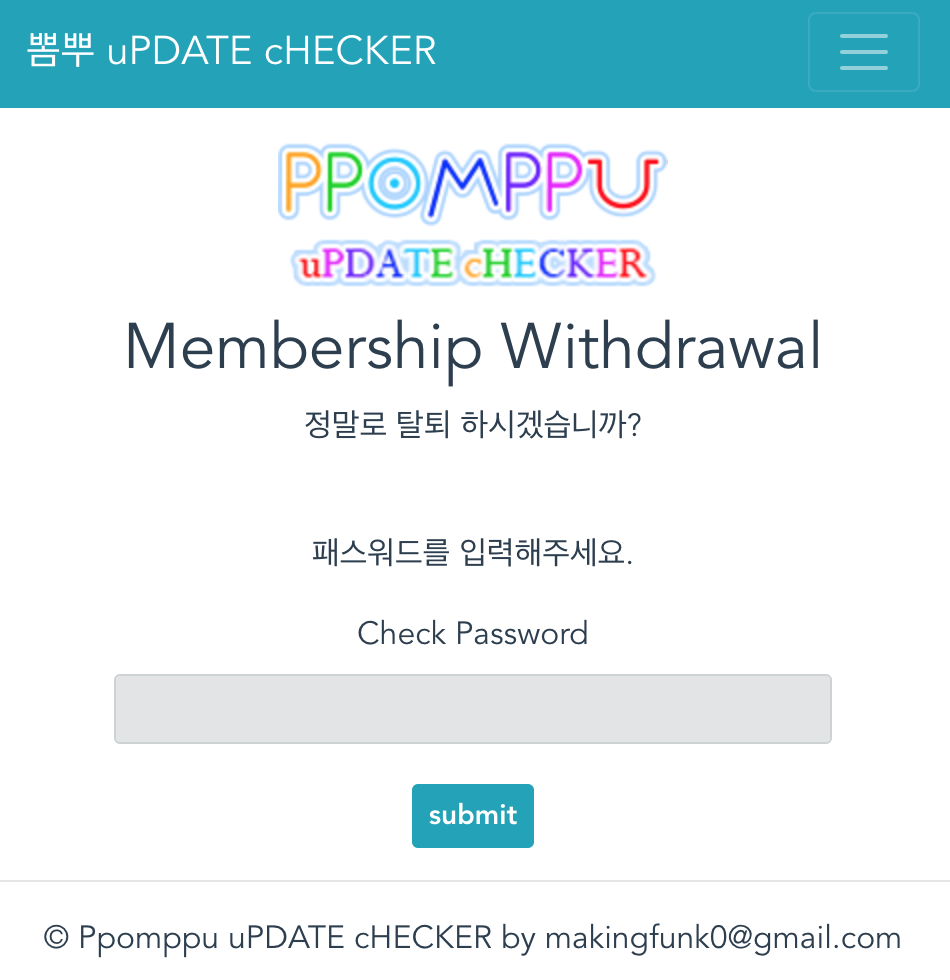 뽐뿌 uPDATE cHECKER
PPOMPPU
uPDATE cHECKER
Membership Withdrawal
정말로 탈퇴 하시겠습니까?
패스워드를 입력해주세요.
Check Password
submit
© Ppomppu uPDATE cHECKER by makingfunk0@gmail.com